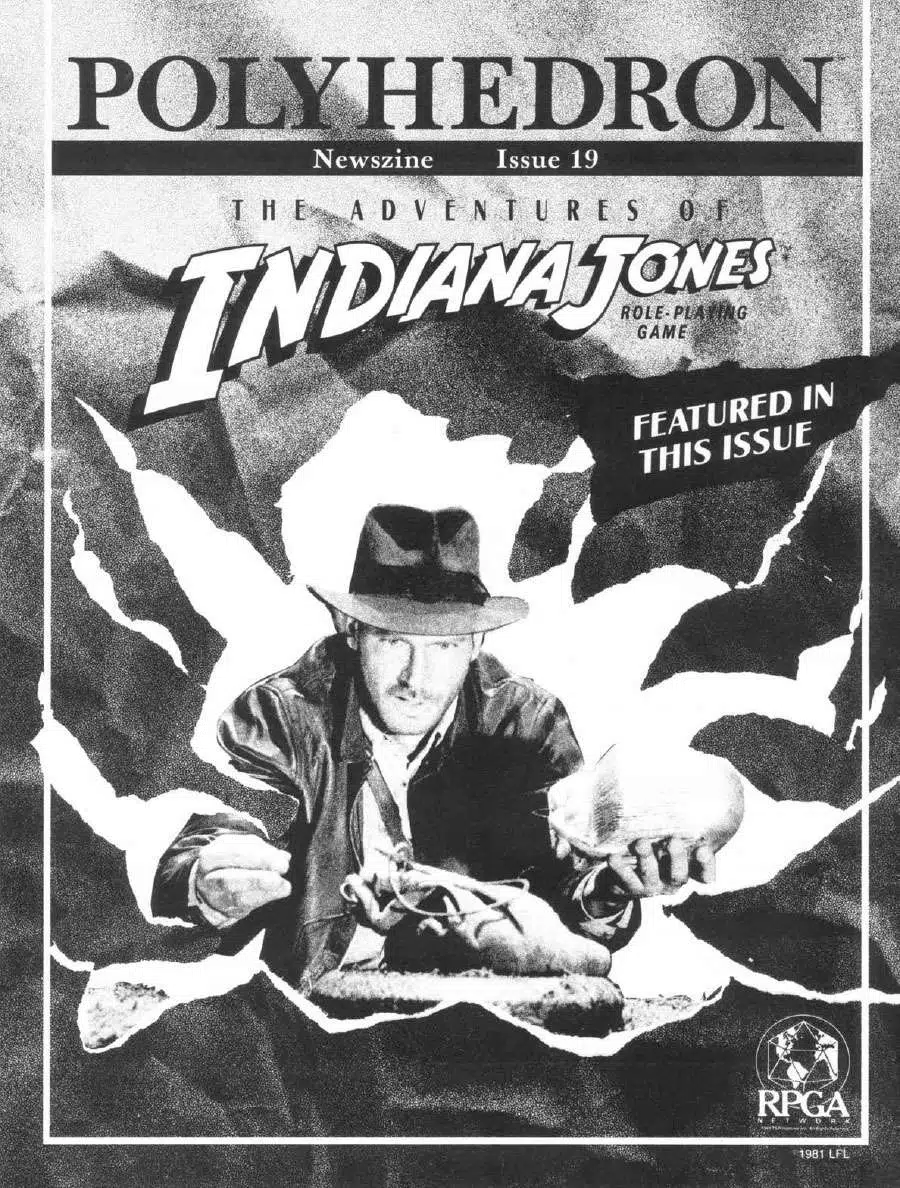 POLYHEDRON
Newszine Issue 19
THE ADVENTURES OF
INDIANA JONES™
ROLE-PLAYING
GAME
FEATURED IN
THIS ISSUE
RPGA
NETWORK
1981 LFL